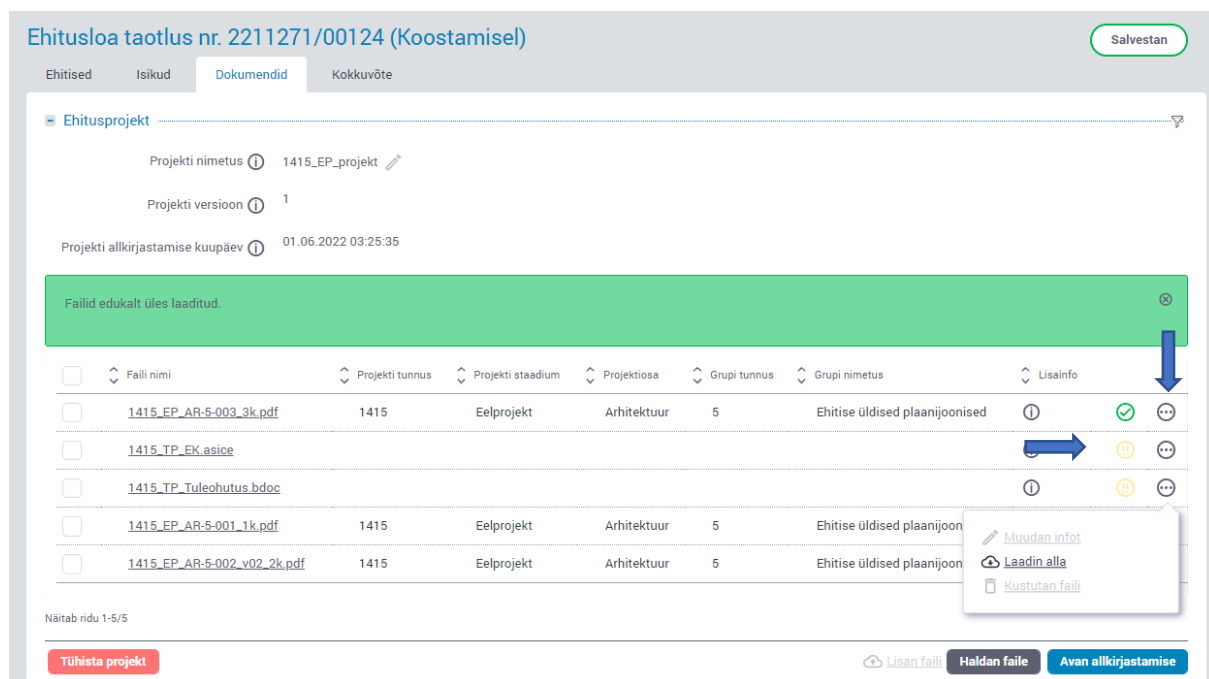 Ehitusloa taotlus nr. 2211271/00124 (Koostamisel)
Salvestan
Ehitised Isikud Dokumendid Kokkuvõte
Ehitusprojekt
Projekti nimetus 1415_EP_projekt
Projekti versioon 1
Projekti allkirjastamise kuupäev 01.06.2022 03:25:35
Failid edukalt üles laaditud.
Faili nimi Projekti tunnus Projekti staadium Projektiosa Grupi tunnus Grupi nimetus Lisainfo
1415_EP_AR-5-003_3k.pdf 1415 Eelprojekt Arhitektuur 5 Ehitise üldised plaanijoonised
1415_TP_EK.asice
1415_TP_Tuleohutus.bdoc
1415_EP_AR-5-001_1k.pdf 1415 Eelprojekt Arhitektuur 5 Ehitise üldised plaanijoon
Muudan infot
1415_EP_AR-5-002_v02_2k.pdf 1415 Eelprojekt Arhitektuur 5 Ehitise üldised plaanijoon
Laadin alla
Kustutan faili
Näitab ridu 1-5/5
Tühista projekt Lisan faili Haldan faile Avan allkirjastamise